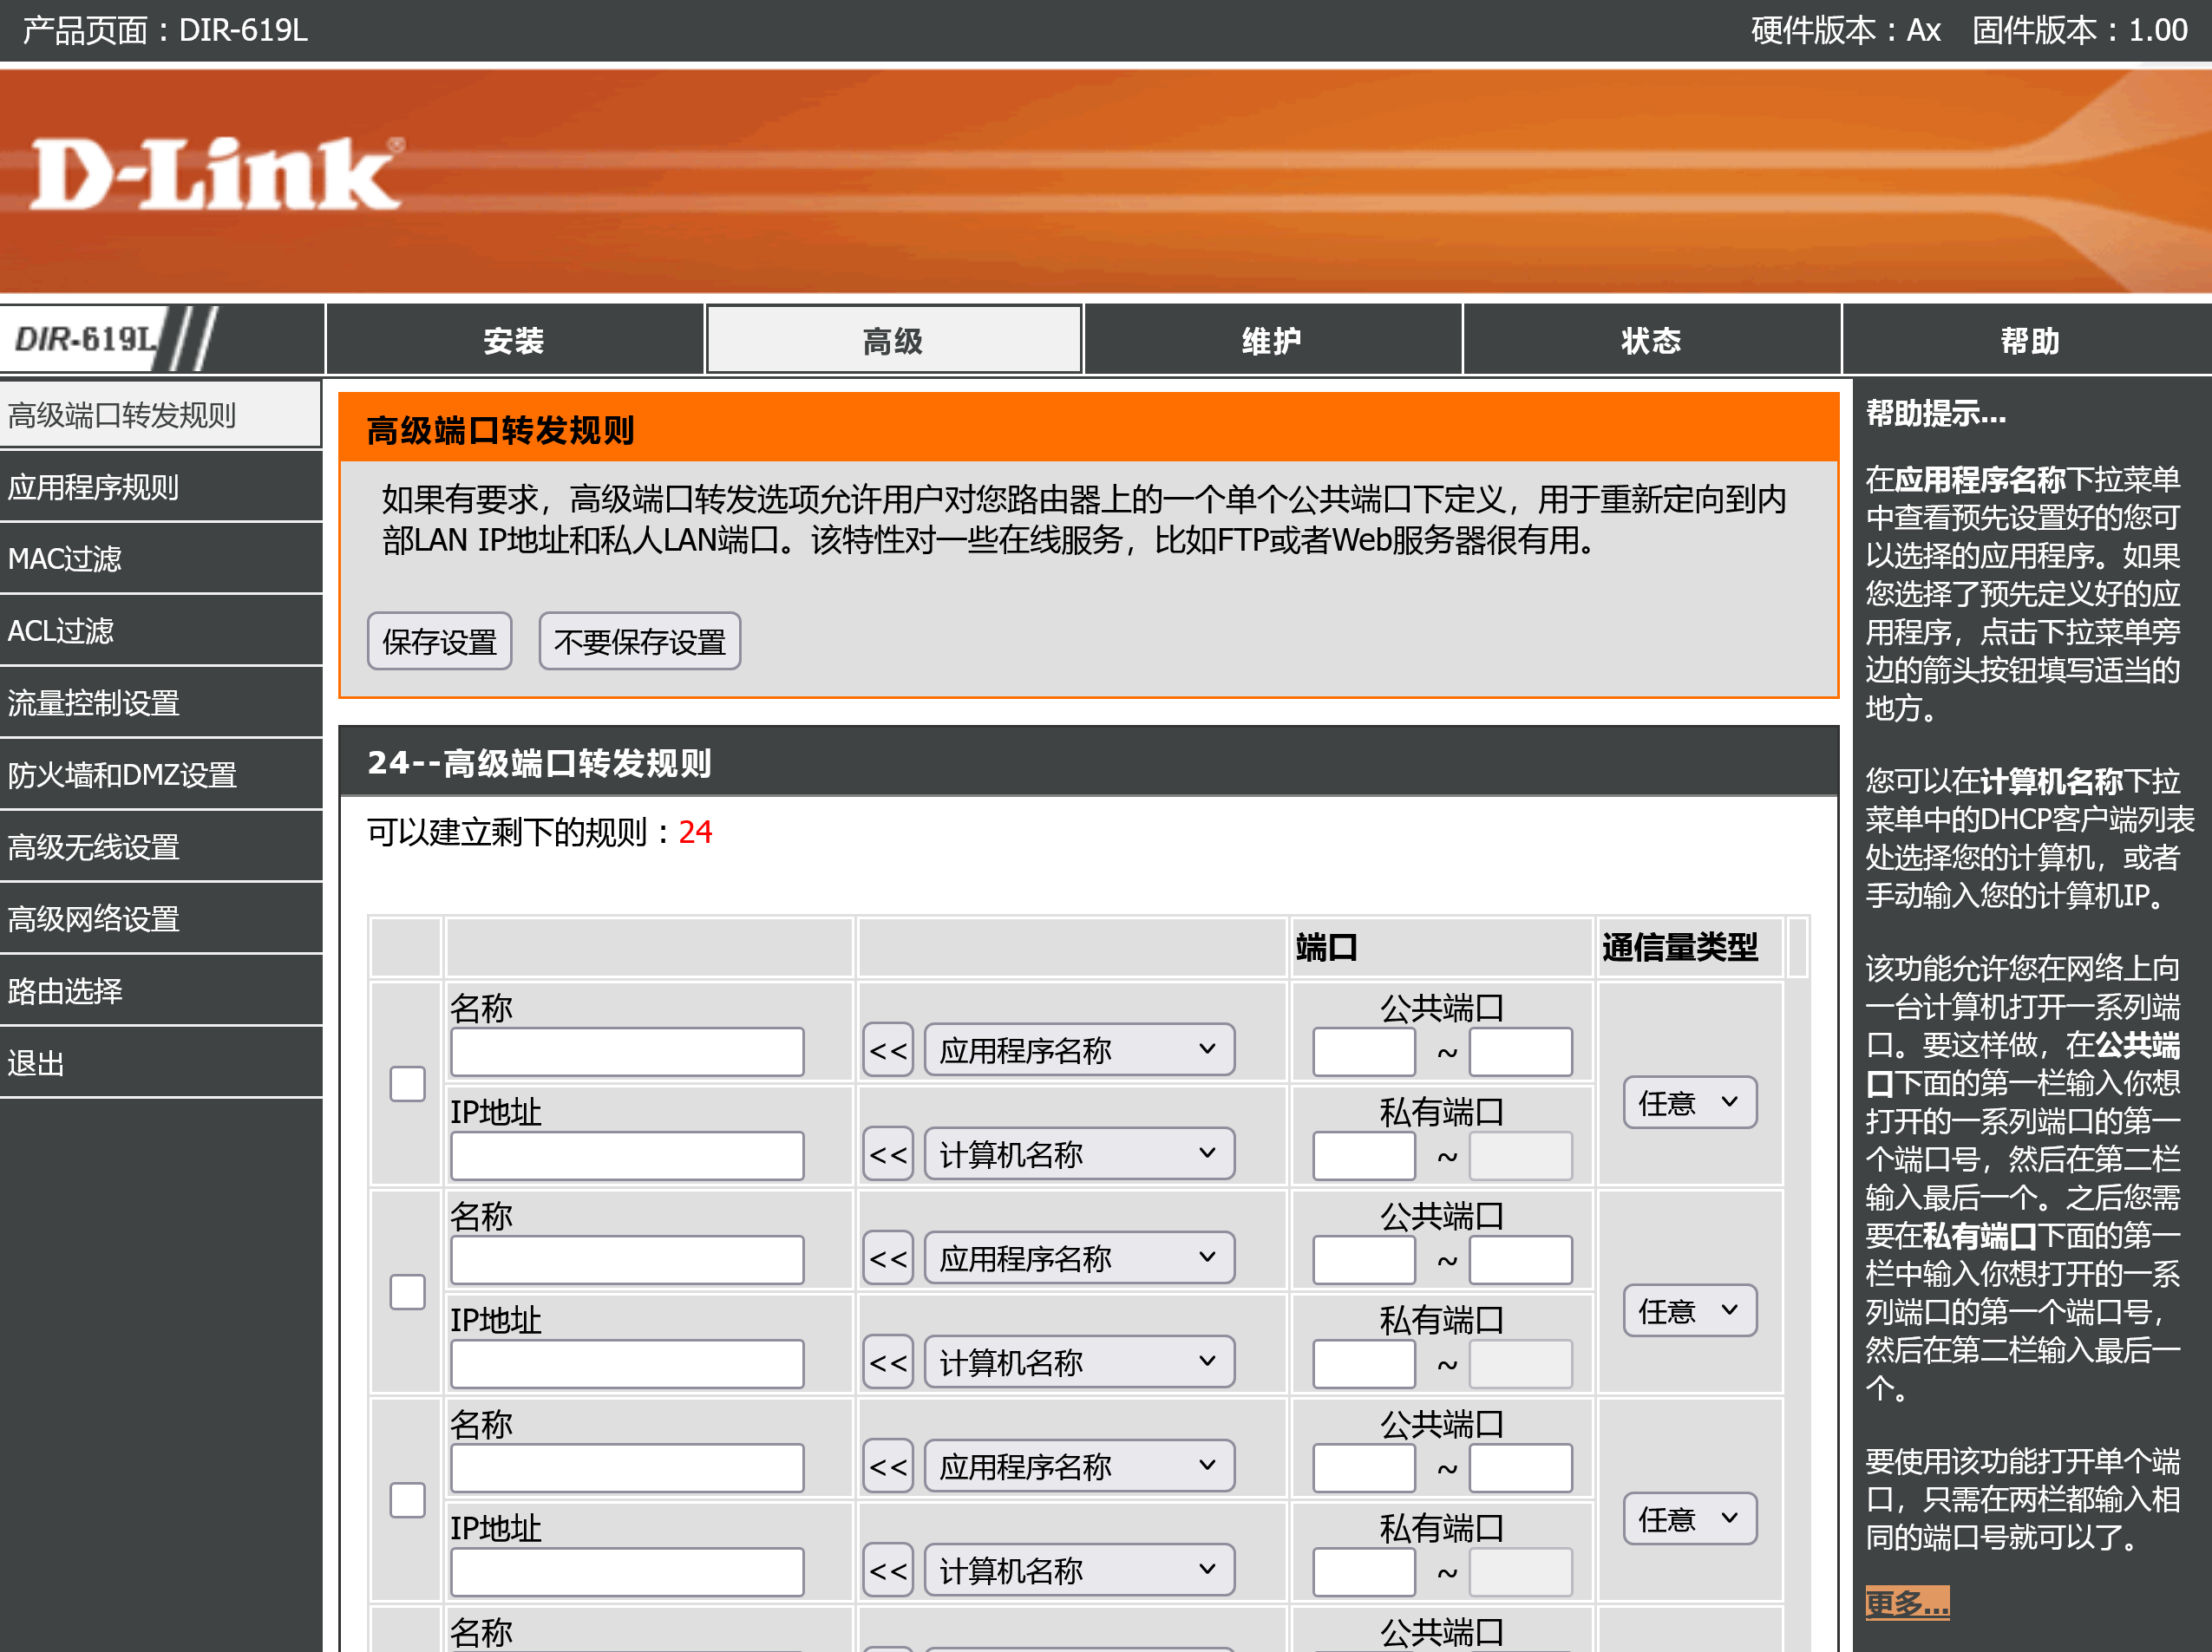 产品页面：DIR-619L
硬件版本：Ax 固件版本：1.00
D-Link®
DIR-619L
安装
高级
维护
状态
帮助
高级端口转发规则
应用程序规则
MAC过滤
ACL过滤
流量控制设置
防火墙和DMZ设置
高级无线设置
高级网络设置
路由选择
退出
高级端口转发规则
如果有要求，高级端口转发选项允许用户对您路由器上的一个单个公共端口下定义，用于重新定向到内
部LAN IP地址和私人LAN端口。该特性对一些在线服务，比如FTP或者Web服务器很有用。
保存设置
不要保存设置
24--高级端口转发规则
可以建立剩下的规则：24
端口
通信量类型
名称
<<
应用程序名称
公共端口
~
任意
IP地址
<<
计算机名称
私有端口
~
名称
<<
应用程序名称
公共端口
~
任意
IP地址
<<
计算机名称
私有端口
~
名称
<<
应用程序名称
公共端口
~
任意
IP地址
<<
计算机名称
私有端口
~
名称
公共端口
帮助提示...
在应用程序名称下拉菜单
中查看预先设置好的您可
以选择的应用程序。如果
您选择了预先定义好的应
用程序，点击下拉菜单旁
边的箭头按钮填写适当的
地方。
您可以在计算机名称下拉
菜单中的DHCP客户端列表
处选择您的计算机，或者
手动输入您的计算机IP。
该功能允许您在网络上向
一台计算机打开一系列端
口。要这样做，在公共端
口下面的第一栏输入你想
打开的一系列端口的第一
个端口号，然后在第二栏
输入最后一个。之后您需
要在私有端口下面的第一
栏中输入你想打开的一系
列端口的第一个端口号，
然后在第二栏输入最后一
个。
要使用该功能打开单个端
口，只需在两栏都输入相
同的端口号就可以了。
更多...